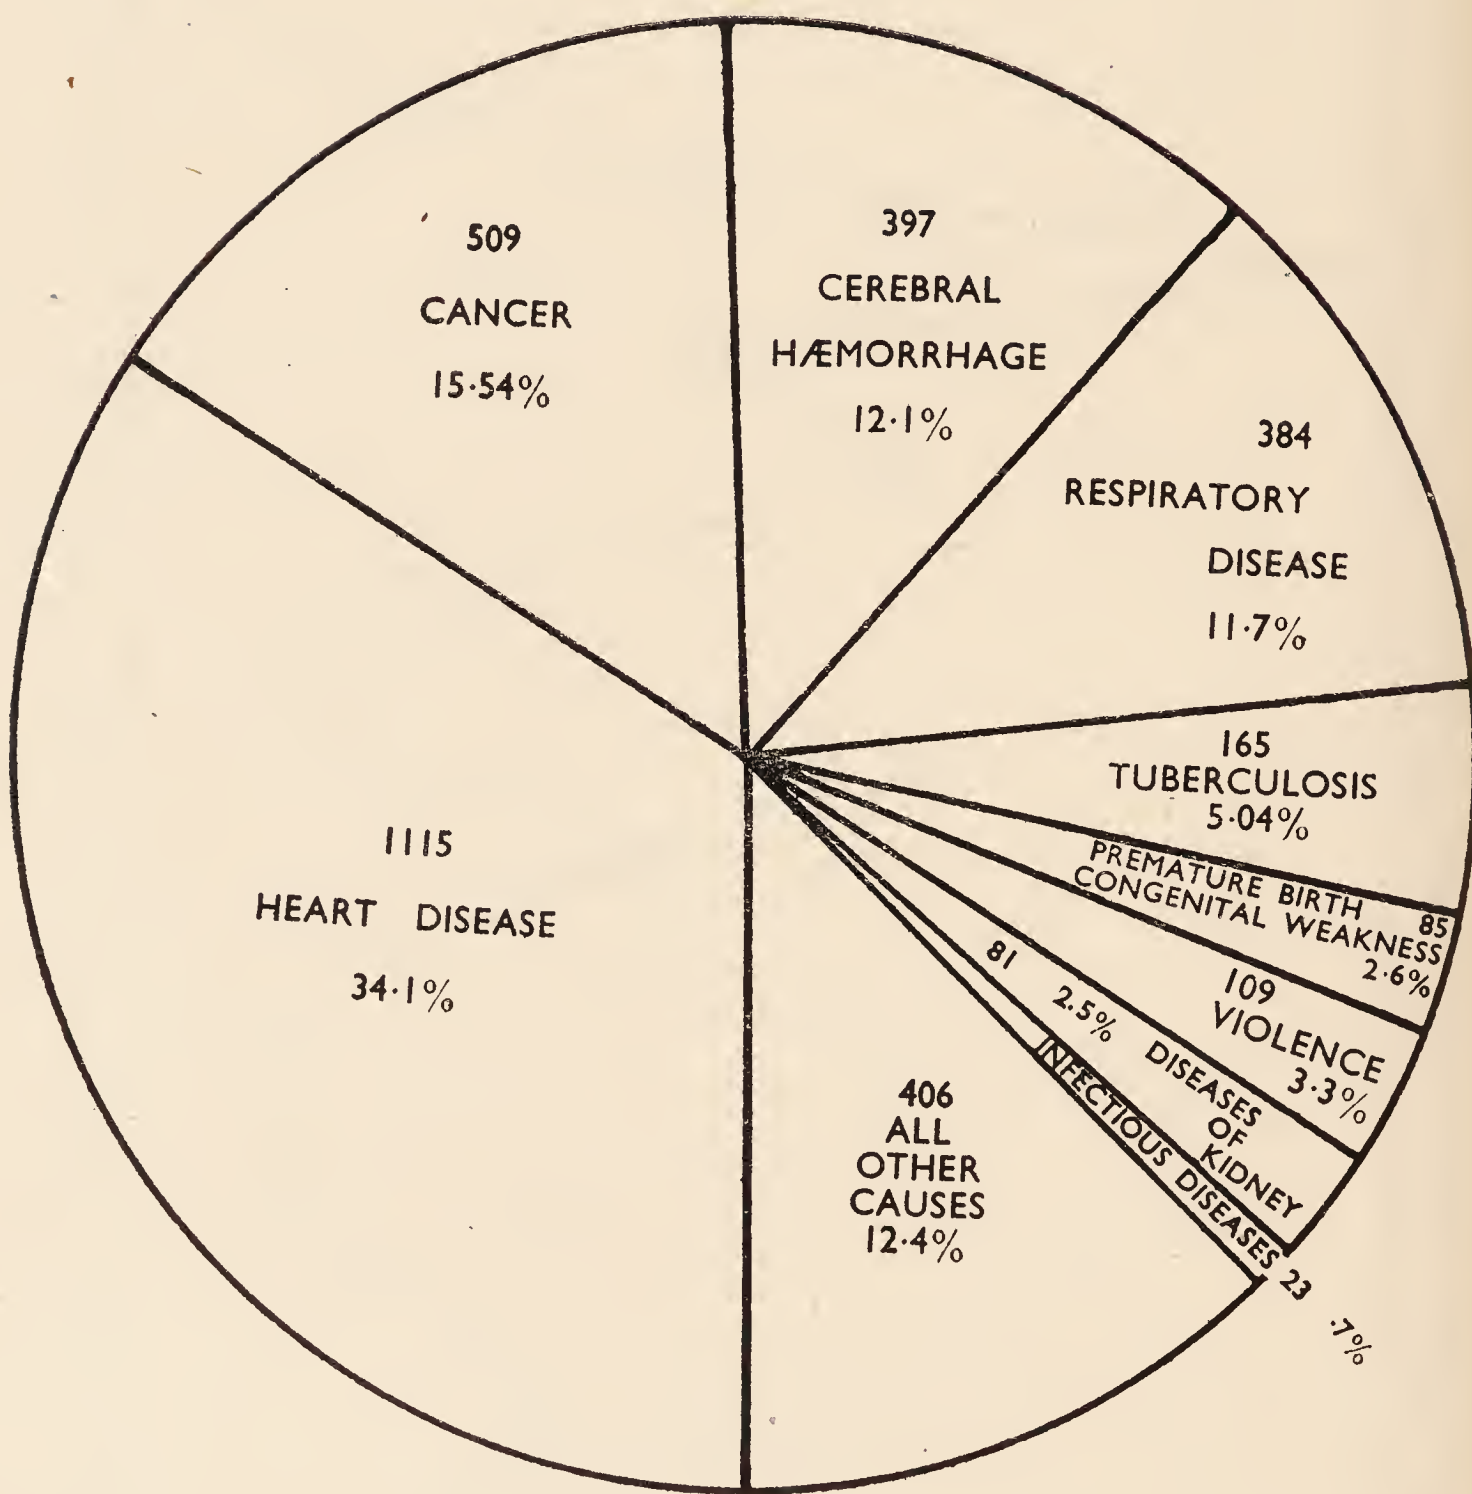 509
CANCER
15·54%
397
CEREBRAL
HÆMORRHAGE
12·1%
384
RESPIRATORY
DISEASE
11·7%
165
TUBERCULOSIS
5·04%
PREMATURE BIRTH 85
CONGENITAL WEAKNESS
2·6%
109
VIOLENCE
3·3%
81 2.5% DISEASES
OF
KIDNEY
INFECTIOUS DISEASES 23 .7%
406
ALL
OTHER
CAUSES
12·4%
1115
HEART DISEASE
34·1%